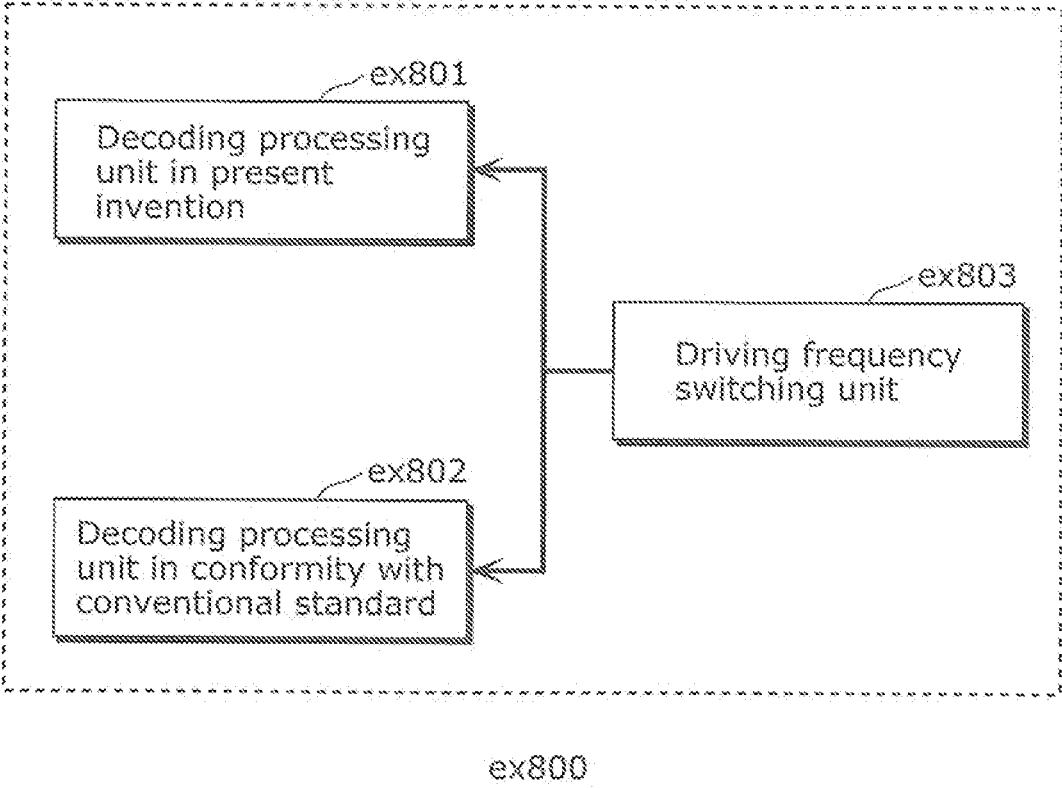 ex801
Decoding processing
unit in present
invention
ex803
Driving frequency
switching unit
ex802
Decoding processing
unit in conformity with
conventional standard
ex800